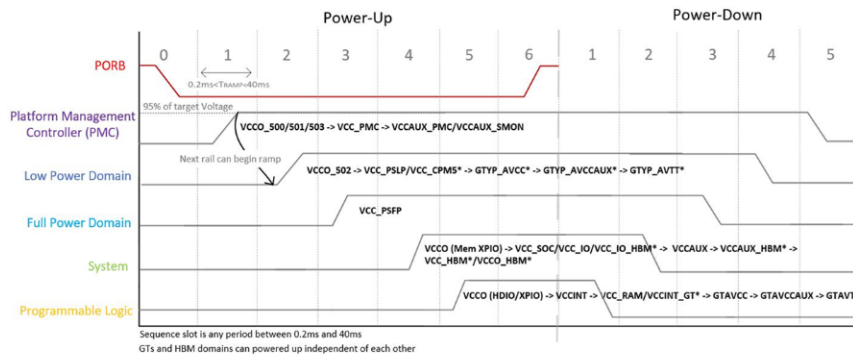 Power-Up
Power-Down
0 1 2 3 4 5 6 1 2 3 4 5
PORB
0.2ms<TRAMP<40ms
95% of target Voltage
Platform Management
Controller (PMC)
VCCO_500/501/503 -> VCC_PMC -> VCCAUX_PMC/VCCAUX_SMON
Next rail can begin ramp
Low Power Domain
VCCO_502 -> VCC_PSLP/VCC_CPM5* -> GTYP_AVCC* -> GTYP_AVCCAUX* -> GTYP_AVTT*
Full Power Domain
VCC_PSFP
System
VCCO (Mem XPIO) -> VCC_SOC/VCC_IO/VCC_IO_HBM* -> VCCAUX -> VCCAUX_HBM* ->
VCC_HBM*/VCCO_HBM*
Programmable Logic
VCCO (HDIO/XPIO) -> VCCINT -> VCC_RAM/VCCINT_GT* -> GTAVCC -> GTAVCCAUX -> GTAVT
Sequence slot is any period between 0.2ms and 40ms
GTs and HBM domains can powered up independent of each other